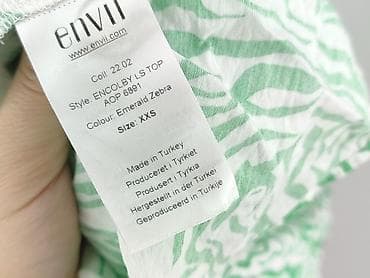 envii
www.envii.com
Coll: 22 02
Style: ENCOLBY LS TOP
AOP 6891
Colour: Emerald Zebra
Size: XXS
Made in Turkey
Produceret i Tyrkiet
Produsert i Tyrkia
Hergestellt in der Turkei
Geproduceerd in Turkije